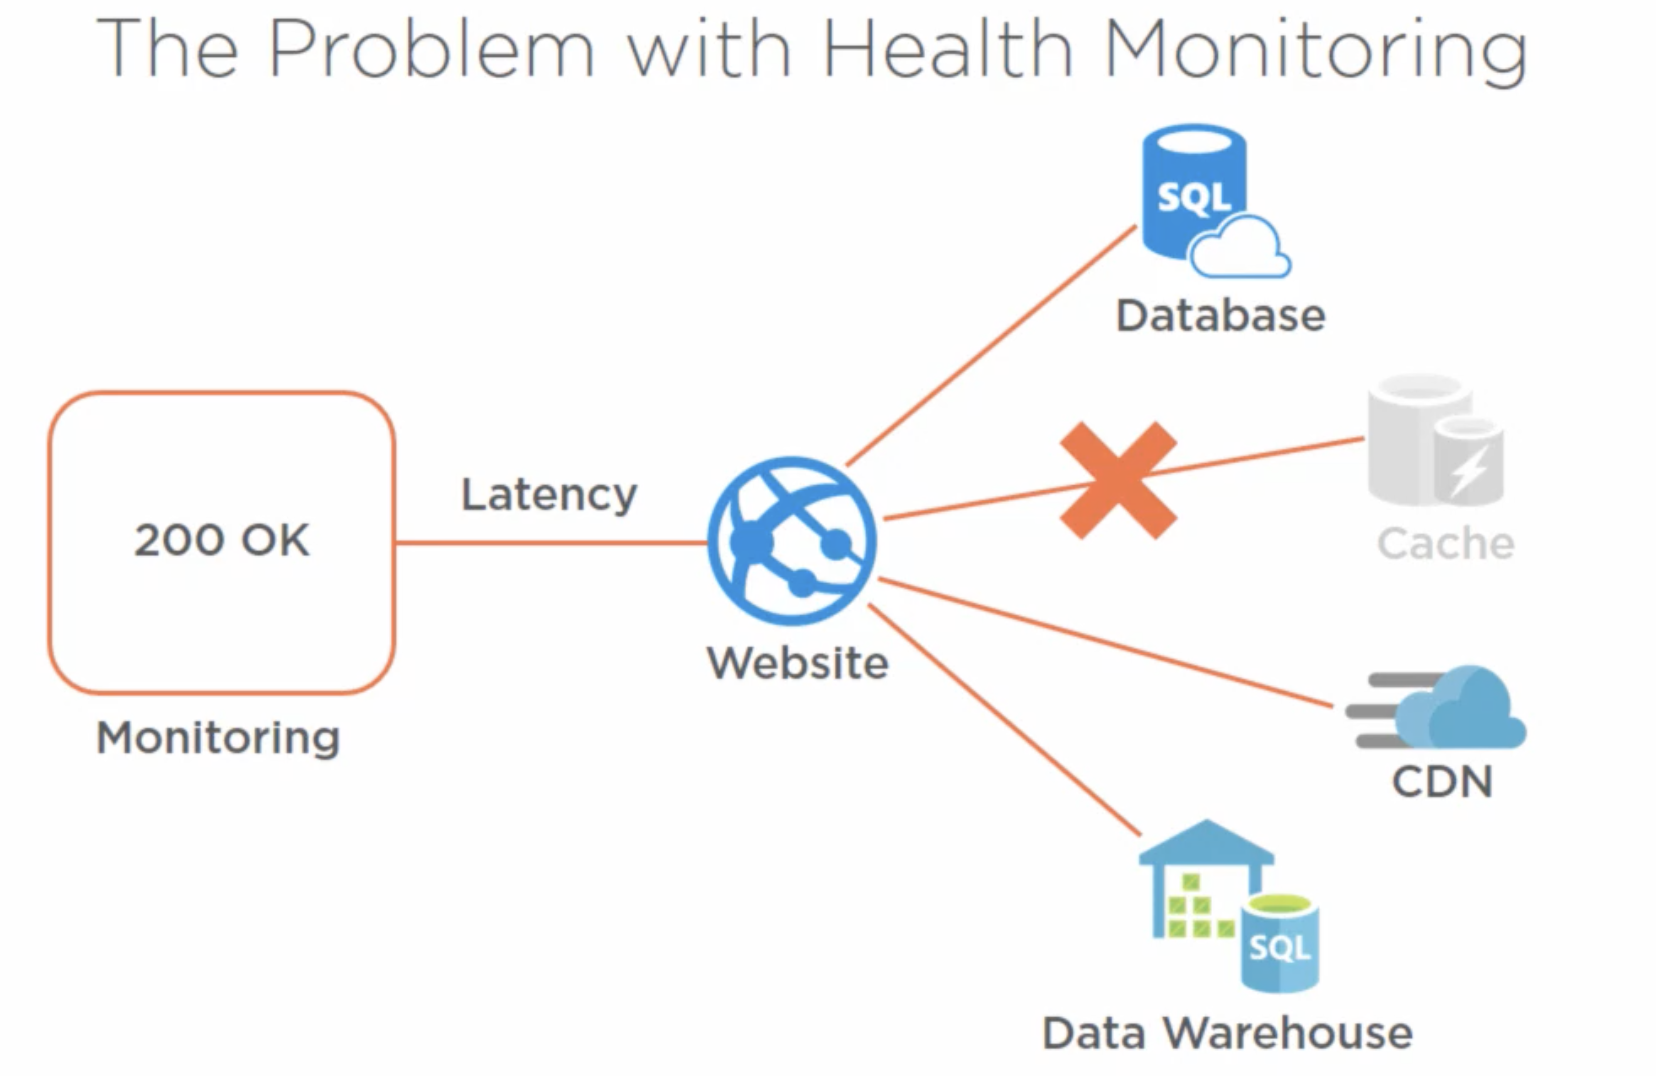 The Problem with Health Monitoring
SQL
Database
200 OK
Latency
Cache
Website
Monitoring
CDN
SQL
Data Warehouse